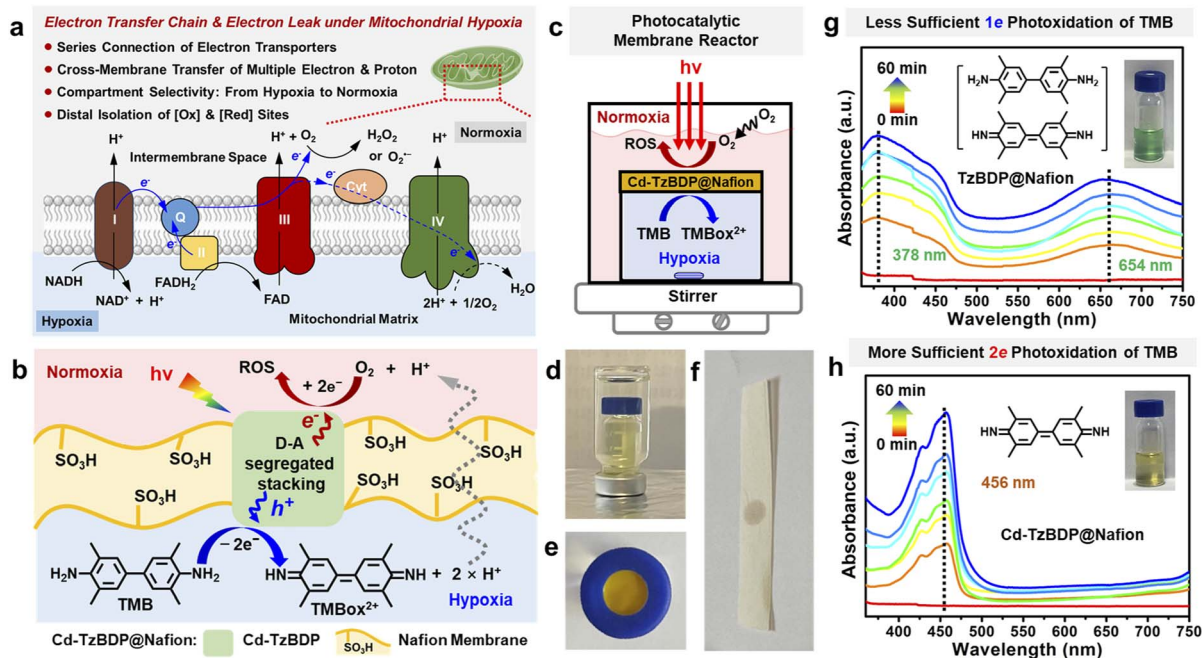 a
Electron Transfer Chain & Electron Leak under Mitochondrial Hypoxia
Series Connection of Electron Transporters
Cross-Membrane Transfer of Multiple Electron & Proton
Compartment Selectivity: From Hypoxia to Normoxia
Distal Isolation of [Ox] & [Red] Sites
Normoxia
H⁺
H⁺ + O₂
H₂O₂
or O₂•−
H⁺
Intermembrane Space
e⁻
e⁻
e⁻
Cyt
I
Q
III
IV
e⁻
II
e⁻
NADH
FADH₂
H₂O
NAD⁺ + H⁺
FAD
2H⁺ + 1/2O₂
Hypoxia
Mitochondrial Matrix
b
Normoxia
hν
ROS
O₂ + H⁺
+ 2e⁻
e⁻
D-A
segregated
stacking
SO₃H
SO₃H
SO₃H
SO₃H
SO₃H
SO₃H
h⁺
− 2e⁻
H₂N
NH₂
HN
NH + 2 × H⁺
TMB
TMBox²⁺
Hypoxia
Cd-TzBDP@Nafion:
Cd-TzBDP
SO₃H
Nafion Membrane
c
Photocatalytic
Membrane Reactor
hν
Normoxia
O₂
ROS
O₂
Cd-TzBDP@Nafion
TMB
TMBox²⁺
Hypoxia
Stirrer
d
e
f
g
Less Sufficient 1e Photoxidation of TMB
60 min
0 min
H₂N
NH₂
HN
NH
TzBDP@Nafion
378 nm
654 nm
Absorbance (a.u.)
400 450 500 550 600 650 700 750
Wavelength (nm)
h
More Sufficient 2e Photoxidation of TMB
60 min
0 min
HN
NH
456 nm
Cd-TzBDP@Nafion
Absorbance (a.u.)
400 450 500 550 600 650 700 750
Wavelength (nm)